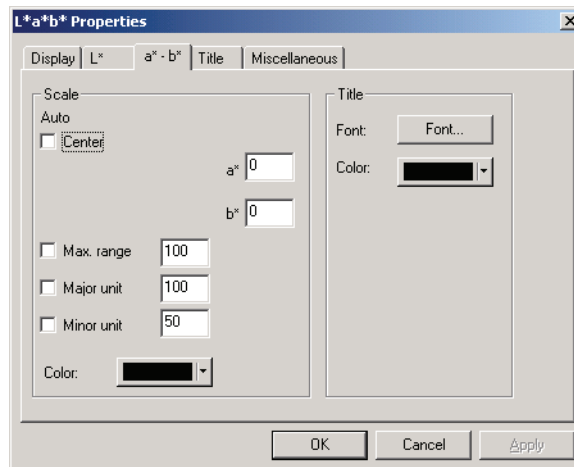 L*a*b* Properties
Display L* a* - b* Title Miscellaneous
Scale
Auto
Center
a* 0
b* 0
Max. range 100
Major unit 100
Minor unit 50
Color:
Title
Font: Font...
Color:
OK Cancel Apply